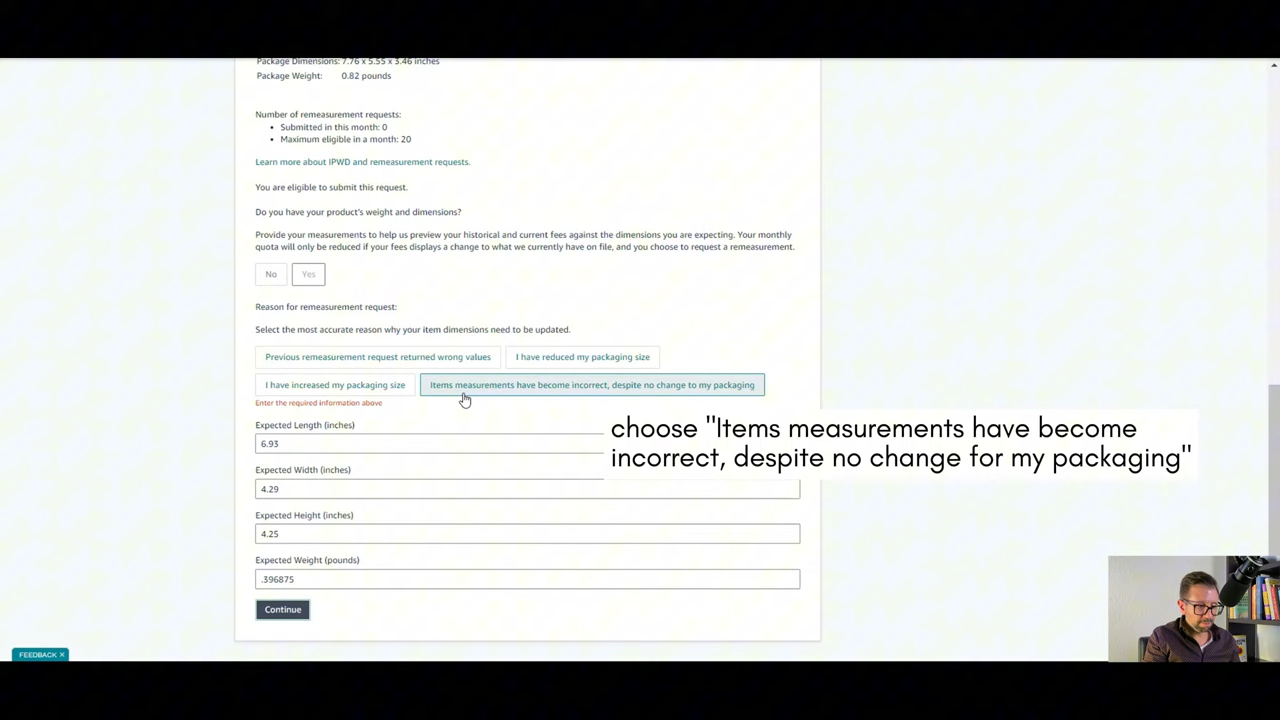 Package Dimensions: 7.76 x 5.55 x 3.46 inches
Package Weight: 0.82 pounds
Number of remeasurement requests:
• Submitted in this month: 0
• Maximum eligible in a month: 20
Learn more about IPWD and remeasurement requests.
You are eligible to submit this request.
Do you have your product's weight and dimensions?
Provide your measurements to help us preview your historical and current fees against the dimensions you are expecting. Your monthly
quota will only be reduced if your fees displays a change to what we currently have on file, and you choose to request a remeasurement.
No Yes
Reason for remeasurement request:
Select the most accurate reason why your item dimensions need to be updated.
Previous remeasurement request returned wrong values I have reduced my packaging size
I have increased my packaging size Items measurements have become incorrect, despite no change to my packaging
Enter the required information above
Expected Length (inches)
6.93
choose "Items measurements have become
incorrect, despite no change for my packaging"
Expected Width (inches)
4.29
Expected Height (inches)
4.25
Expected Weight (pounds)
.396875
Continue
FEEDBACK ×